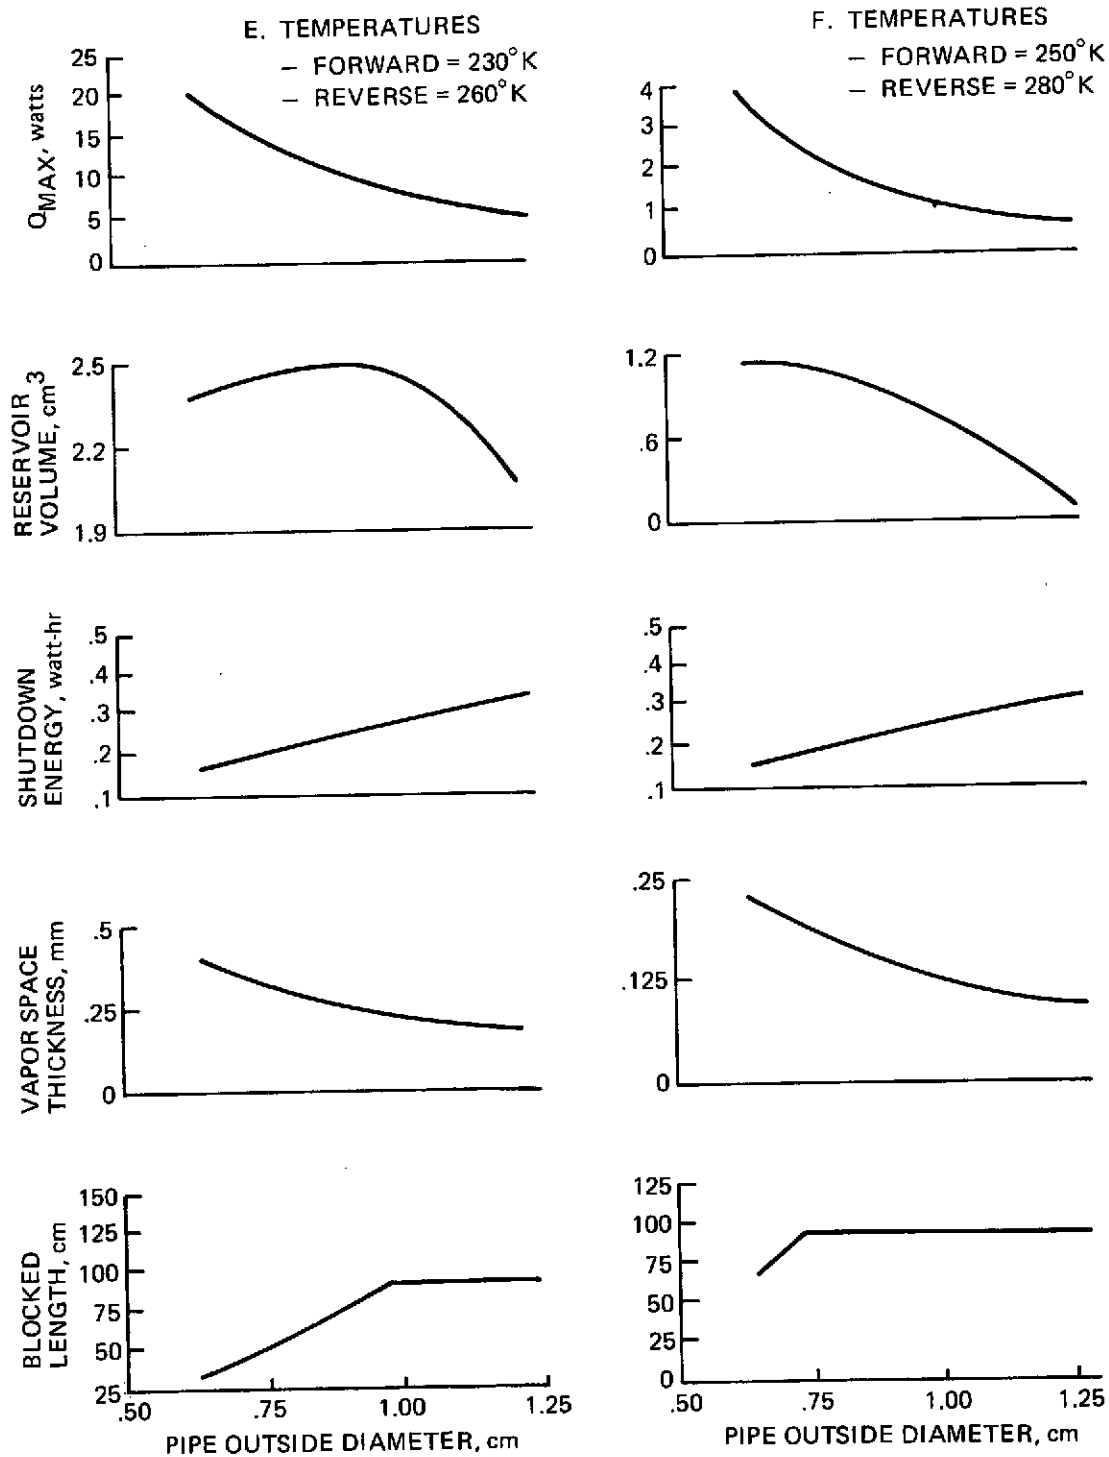 E. TEMPERATURES
– FORWARD = 230°K
– REVERSE = 260°K
25
20
15
10
5
0
QMAX, watts
2.5
2.2
1.9
RESERVOIR
VOLUME, cm3
.5
.4
.3
.2
.1
SHUTDOWN
ENERGY, watt-hr
.5
.25
0
VAPOR SPACE
THICKNESS, mm
150
125
100
75
50
25
BLOCKED
LENGTH, cm
.50 .75 1.00 1.25
PIPE OUTSIDE DIAMETER, cm
F. TEMPERATURES
– FORWARD = 250°K
– REVERSE = 280°K
4
3
2
1
0
1.2
.6
0
.5
.4
.3
.2
.1
.25
.125
0
125
100
75
50
25
0
.50 .75 1.00 1.25
PIPE OUTSIDE DIAMETER, cm